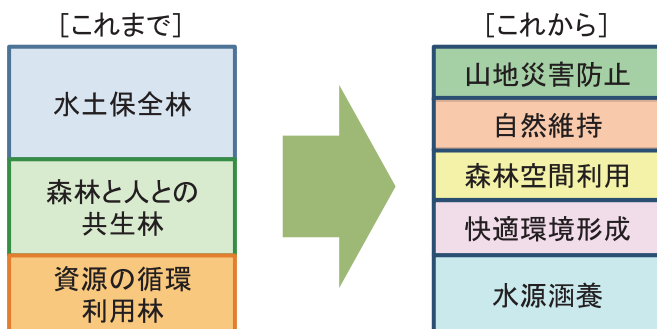 [これまで]
水土保全林
森林と人との
共生林
資源の循環
利用林
[これから]
山地災害防止
自然維持
森林空間利用
快適環境形成
水源涵養